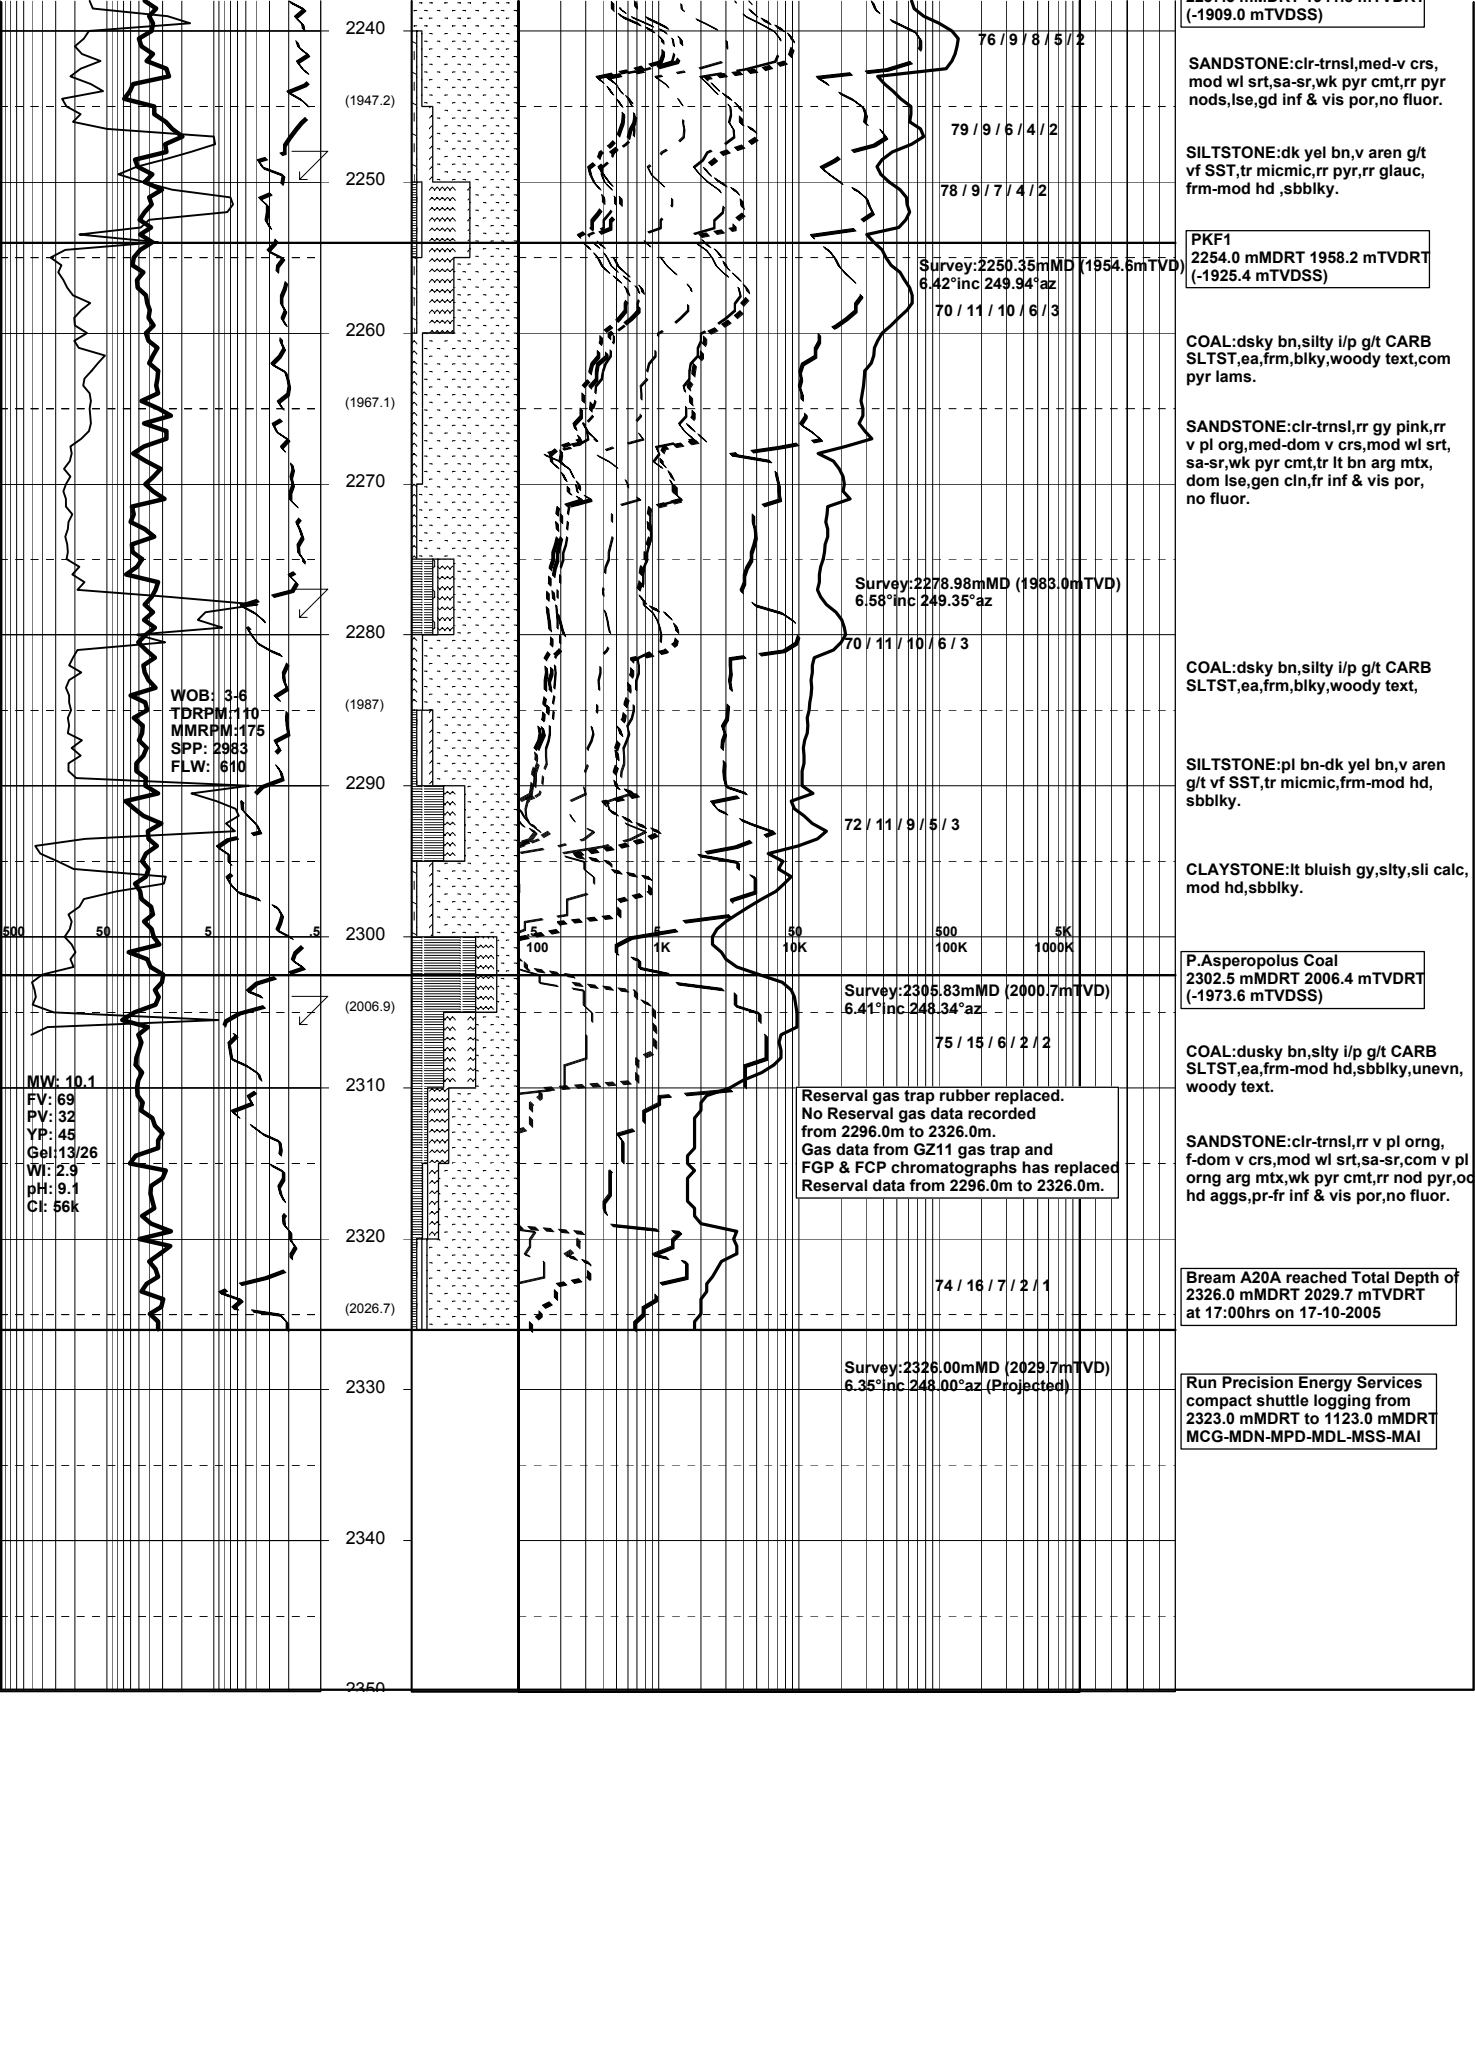 (-1909.0 mTVDSS)
2240
76 / 9 / 8 / 5 / 2
SANDSTONE:clr-trnsl,med-v crs,
mod wl srt,sa-sr,wk pyr cmt,rr pyr
nods,lse,gd inf & vis por,no fluor.
(1947.2)
79 / 9 / 6 / 4 / 2
SILTSTONE:dk yel bn,v aren g/t
vf SST,tr micmic,rr pyr,rr glauc,
frm-mod hd ,sbblky.
2250
78 / 9 / 7 / 4 / 2
PKF1
2254.0 mMDRT 1958.2 mTVDRT
(-1925.4 mTVDSS)
Survey:2250.35mMD (1954.6mTVD)
6.42°inc 249.94°az
70 / 11 / 10 / 6 / 3
2260
COAL:dsky bn,silty i/p g/t CARB
SLTST,ea,frm,blky,woody text,com
pyr lams.
(1967.1)
SANDSTONE:clr-trnsl,rr gy pink,rr
v pl org,med-dom v crs,mod wl srt,
sa-sr,wk pyr cmt,tr lt bn arg mtx,
dom lse,gen cln,fr inf & vis por,
no fluor.
2270
Survey:2278.98mMD (1983.0mTVD)
6.58°inc 249.35°az
2280
70 / 11 / 10 / 6 / 3
COAL:dsky bn,silty i/p g/t CARB
SLTST,ea,frm,blky,woody text,
WOB: 3-6
TDRPM:110
MMRPM:175
SPP: 2983
FLW: 610
(1987)
SILTSTONE:pl bn-dk yel bn,v aren
g/t vf SST,tr micmic,frm-mod hd,
sbblky.
2290
72 / 11 / 9 / 5 / 3
CLAYSTONE:lt bluish gy,slty,sli calc,
mod hd,sbblky.
500 50 5 .5 2300 5 50 500 5K
100 1K 10K 100K 1000K
P.Asperopolus Coal
2302.5 mMDRT 2006.4 mTVDRT
(-1973.6 mTVDSS)
(2006.9)
Survey:2305.83mMD (2000.7mTVD)
6.41°inc 248.34°az
75 / 15 / 6 / 2 / 2
COAL:dusky bn,slty i/p g/t CARB
SLTST,ea,frm-mod hd,sbblky,unevn,
woody text.
MW: 10.1
FV: 69
PV: 32
YP: 45
Gel:13/26
Wl: 2.9
pH: 9.1
Cl: 56k
2310
Reserval gas trap rubber replaced.
No Reserval gas data recorded
from 2296.0m to 2326.0m.
Gas data from GZ11 gas trap and
FGP & FCP chromatographs has replaced
Reserval data from 2296.0m to 2326.0m.
SANDSTONE:clr-trnsl,rr v pl orng,
f-dom v crs,mod wl srt,sa-sr,com v pl
orng arg mtx,wk pyr cmt,rr nod pyr,oc
hd aggs,pr-fr inf & vis por,no fluor.
2320
74 / 16 / 7 / 2 / 1
(2026.7)
Bream A20A reached Total Depth of
2326.0 mMDRT 2029.7 mTVDRT
at 17:00hrs on 17-10-2005
Survey:2326.00mMD (2029.7mTVD)
6.35°inc 248.00°az (Projected)
2330
Run Precision Energy Services
compact shuttle logging from
2323.0 mMDRT to 1123.0 mMDRT
MCG-MDN-MPD-MDL-MSS-MAI
2340
2350